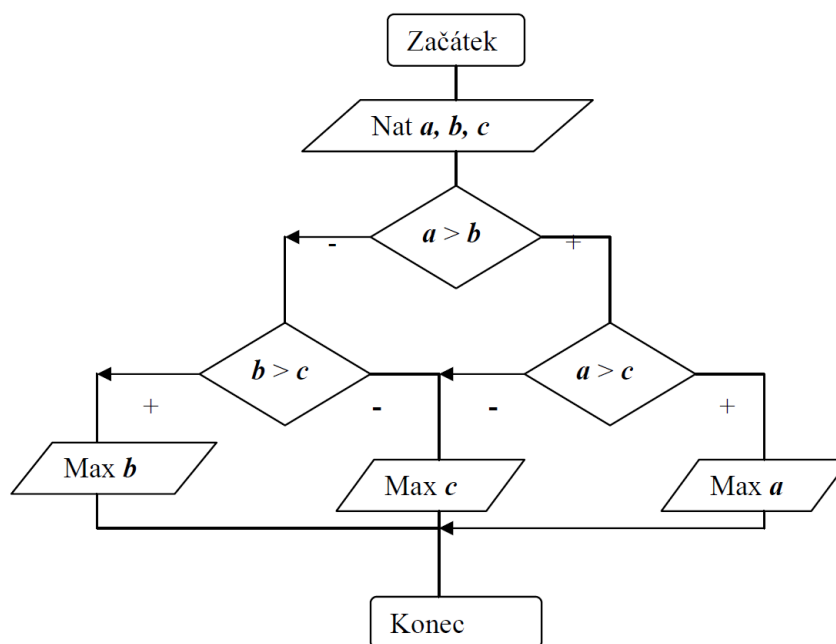 Začátek
Nat a, b, c
a > b
-
+
b > c
a > c
+
-
-
+
Max b
Max c
Max a
Konec